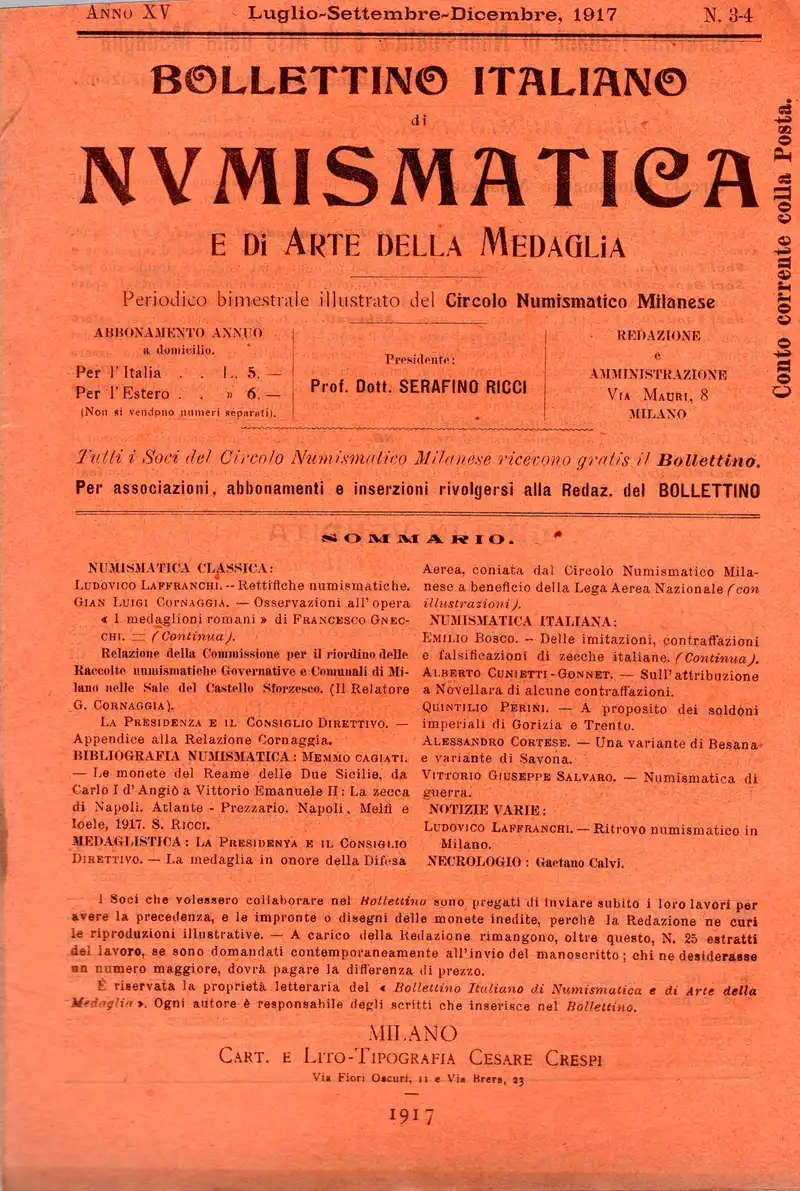 ANNO XV Luglio-Settembre-Dicembre, 1917 N. 3-4
BOLLETTINO ITALIANO
di
NVMISMATICA
E Di ARTE DELLA MEDAGLiA
Conto corrente colla Posta.
Periodico bimestrale illustrato del Circolo Numismatico Milanese
ABBONAMENTO ANNUO
a domicilio.
Per l'Italia . . L. 5, —
Per l'Estero . . » 6, —
(Non si vendono numeri separati).
Presidente:
Prof. Dott. SERAFINO RICCI
REDAZIONE
e
AMMINISTRAZIONE
VIA MAURI, 8
MILANO
Tutti i Soci del Circolo Numismatico Milanese ricevono gratis il Bollettino.
Per associazioni, abbonamenti e inserzioni rivolgersi alla Redaz. del BOLLETTINO
SOMMARIO.
NUMISMATICA CLASSICA:
LUDOVICO LAFFRANCHI. -- Rettifiche numismatiche.
GIAN LUIGI CORNAGGIA. — Osservazioni all'opera
« I medaglioni romani » di FRANCESCO GNEC-
CHI. — (Continua).
Relazione della Commissione per il riordino delle
Raccolte numismatiche Governative e Comunali di Mi-
lano nelle Sale del Castello Sforzesco. (Il Relatore
G. CORNAGGIA).
LA PRESIDENZA E IL CONSIGLIO DIRETTIVO. —
Appendice alla Relazione Cornaggia.
BIBLIOGRAFIA NUMISMATICA: MEMMO CAGIATI.
— Le monete del Reame delle Due Sicilie, da
Carlo I d'Angiò a Vittorio Emanuele II: La zecca
di Napoli. Atlante - Prezzario. Napoli, Melfi e
Ioele, 1917. S. RICCI.
MEDAGLISTICA: LA PRESIDENYA E IL CONSIGLIO
DIRETTIVO. — La medaglia in onore della Difesa
Aerea, coniata dal Circolo Numismatico Mila-
nese a beneficio della Lega Aerea Nazionale (con
illustrazioni).
NUMISMATICA ITALIANA:
EMILIO BOSCO. -- Delle imitazioni, contraffazioni
e falsificazioni di zecche italiane. (Continua).
ALBERTO CUNIETTI-GONNET. — Sull'attribuzione
a Novellara di alcune contraffazioni.
QUINTILIO PERINI. — A proposito dei soldoni
imperiali di Gorizia e Trento.
ALESSANDRO CORTESE. — Una variante di Besana
e variante di Savona.
VITTORIO GIUSEPPE SALVARO. — Numismatica di
guerra.
NOTIZIE VARIE:
LUDOVICO LAFFRANCHI. — Ritrovo numismatico in
Milano.
NECROLOGIO: Gaetano Calvi.
I Soci che volessero collaborare nel Bollettino sono pregati di inviare subito i loro lavori per
avere la precedenza, e le impronte o disegni delle monete inedite, perchè la Redazione ne curi
le riproduzioni illustrative. — A carico della Redazione rimangono, oltre questo, N. 25 estratti
del lavoro, se sono domandati contemporaneamente all'invio del manoscritto; chi ne desiderasse
un numero maggiore, dovrà pagare la differenza di prezzo.
È riservata la proprietà letteraria del « Bollettino Italiano di Numismatica e di Arte della
Medaglia ». Ogni autore è responsabile degli scritti che inserisce nel Bollettino.
MILANO
CART. E LITO-TIPOGRAFIA CESARE CRESPI
Via Fiori Oscuri, 11 e Via Brera, 23
1917